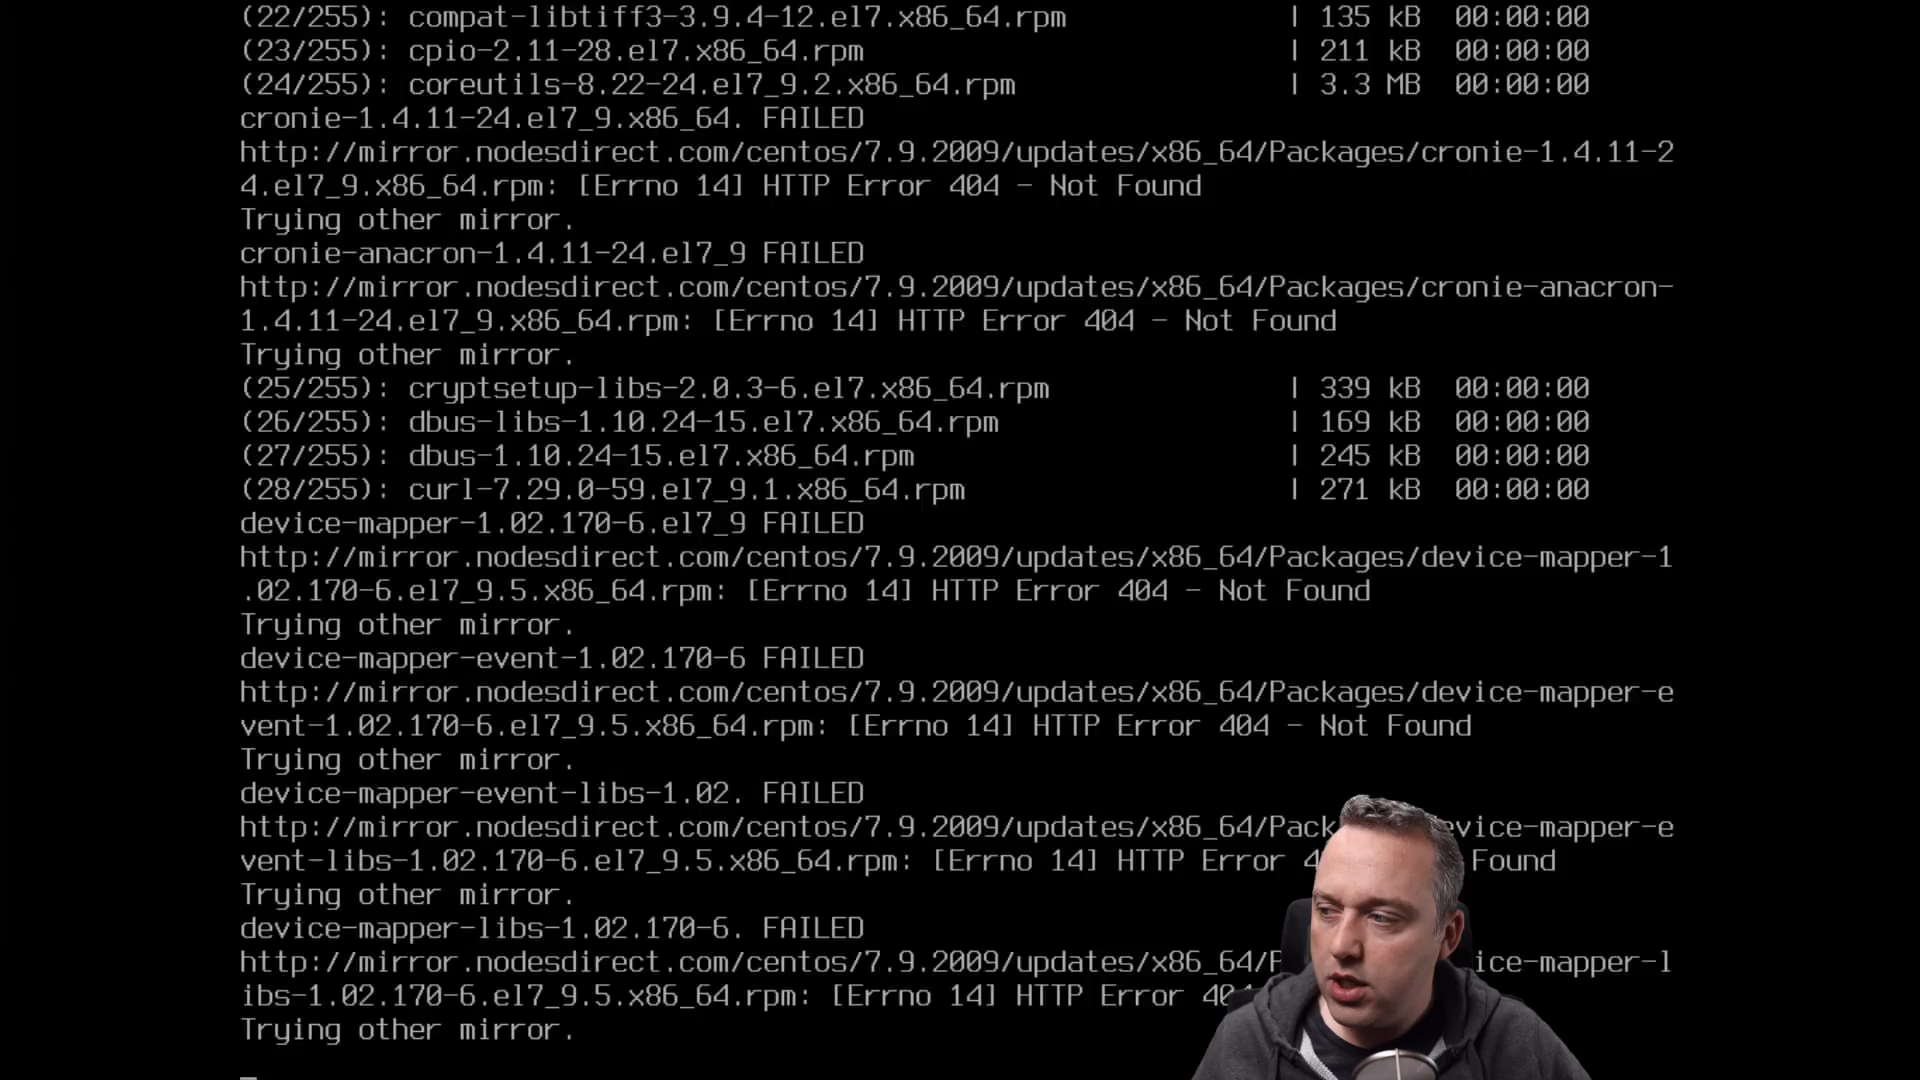 (22/255): compat-libtiff3-3.9.4-12.el7.x86_64.rpm | 135 kB 00:00:00
(23/255): cpio-2.11-28.el7.x86_64.rpm | 211 kB 00:00:00
(24/255): coreutils-8.22-24.el7_9.2.x86_64.rpm | 3.3 MB 00:00:00
cronie-1.4.11-24.el7_9.x86_64. FAILED
http://mirror.nodesdirect.com/centos/7.9.2009/updates/x86_64/Packages/cronie-1.4.11-2
4.el7_9.x86_64.rpm: [Errno 14] HTTP Error 404 - Not Found
Trying other mirror.
cronie-anacron-1.4.11-24.el7_9 FAILED
http://mirror.nodesdirect.com/centos/7.9.2009/updates/x86_64/Packages/cronie-anacron-
1.4.11-24.el7_9.x86_64.rpm: [Errno 14] HTTP Error 404 - Not Found
Trying other mirror.
(25/255): cryptsetup-libs-2.0.3-6.el7.x86_64.rpm | 339 kB 00:00:00
(26/255): dbus-libs-1.10.24-15.el7.x86_64.rpm | 169 kB 00:00:00
(27/255): dbus-1.10.24-15.el7.x86_64.rpm | 245 kB 00:00:00
(28/255): curl-7.29.0-59.el7_9.1.x86_64.rpm | 271 kB 00:00:00
device-mapper-1.02.170-6.el7_9 FAILED
http://mirror.nodesdirect.com/centos/7.9.2009/updates/x86_64/Packages/device-mapper-1
.02.170-6.el7_9.5.x86_64.rpm: [Errno 14] HTTP Error 404 - Not Found
Trying other mirror.
device-mapper-event-1.02.170-6 FAILED
http://mirror.nodesdirect.com/centos/7.9.2009/updates/x86_64/Packages/device-mapper-e
vent-1.02.170-6.el7_9.5.x86_64.rpm: [Errno 14] HTTP Error 404 - Not Found
Trying other mirror.
device-mapper-event-libs-1.02. FAILED
http://mirror.nodesdirect.com/centos/7.9.2009/updates/x86_64/Pack evice-mapper-e
vent-libs-1.02.170-6.el7_9.5.x86_64.rpm: [Errno 14] HTTP Error 4 Found
Trying other mirror.
device-mapper-libs-1.02.170-6. FAILED
http://mirror.nodesdirect.com/centos/7.9.2009/updates/x86_64/ ice-mapper-l
ibs-1.02.170-6.el7_9.5.x86_64.rpm: [Errno 14] HTTP Error 40
Trying other mirror.